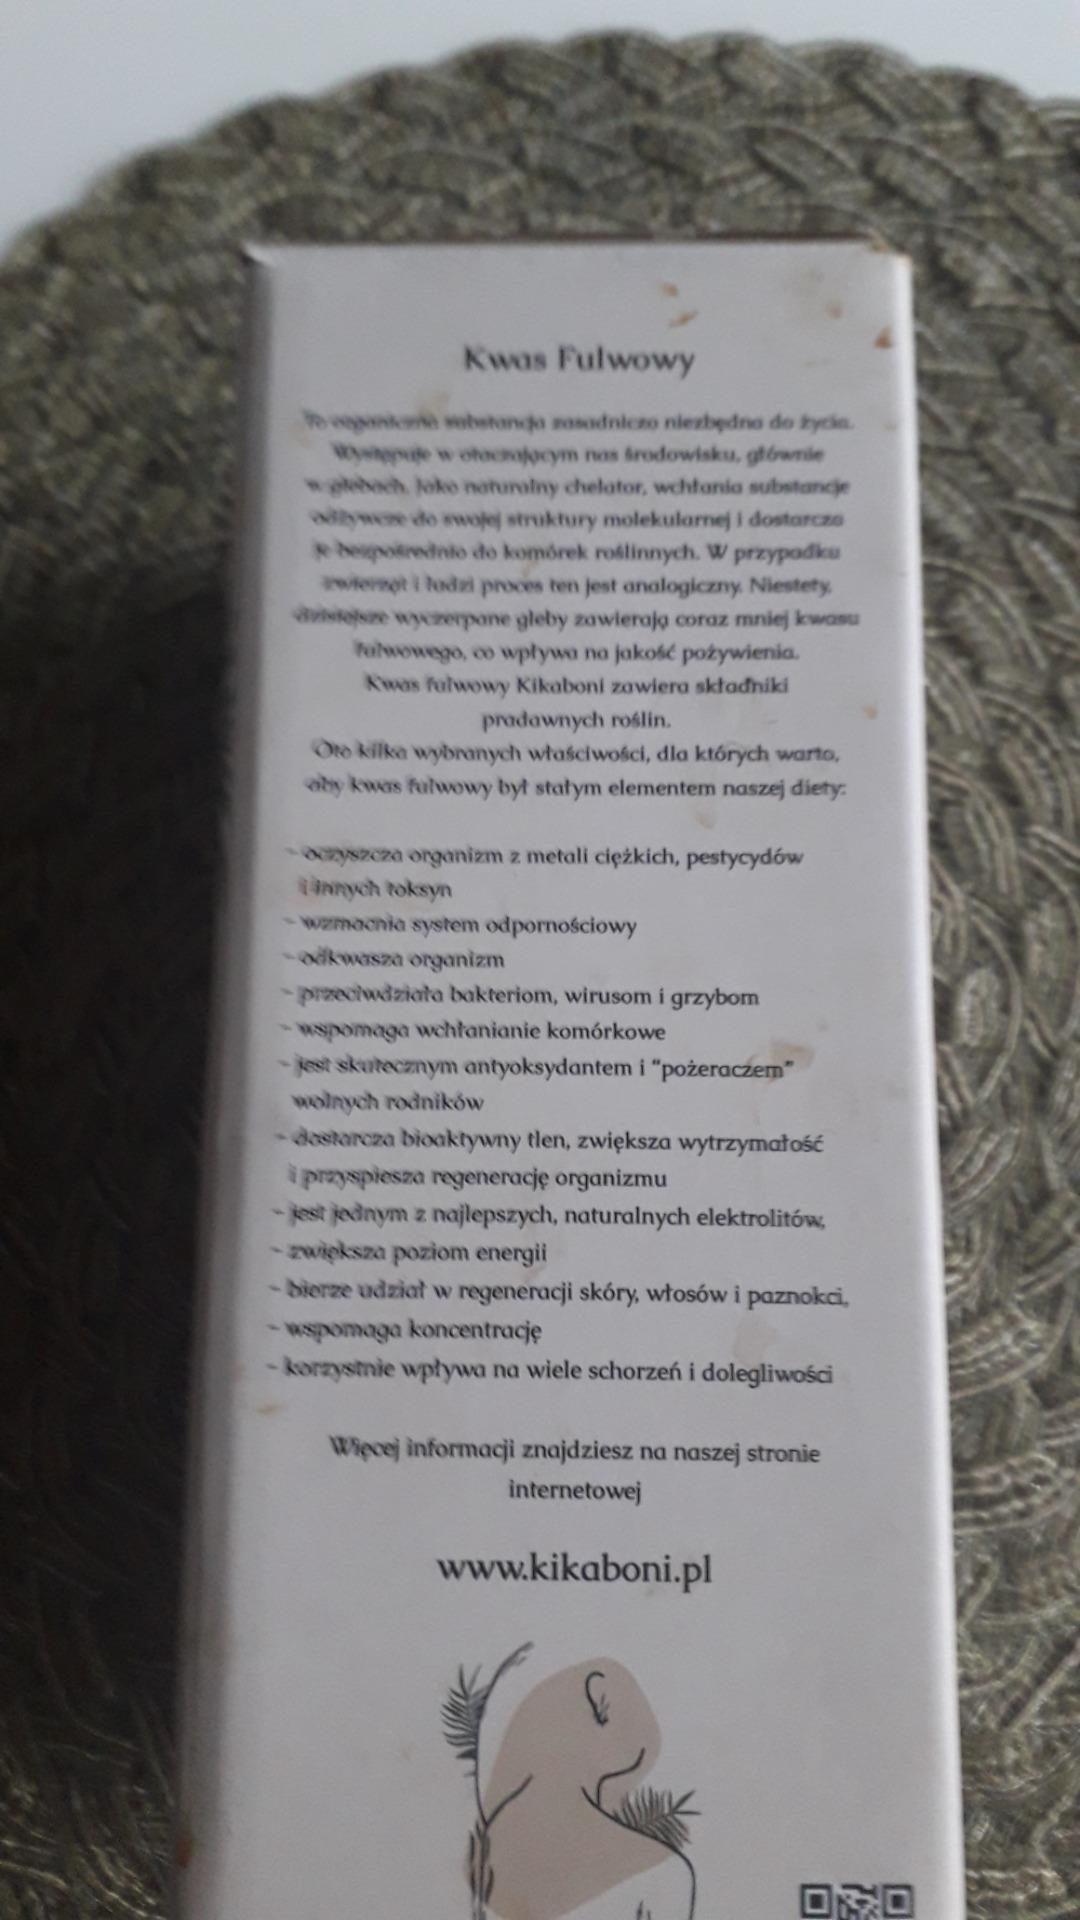 Kwas Fulwowy
To organiczna substancja zasadniczo niezbędna do życia.
Występuje w otaczającym nas środowisku, głównie
w glebach. Jako naturalny chelator, wchłania substancje
odżywcze do swojej struktury molekularnej i dostarcza
je bezpośrednio do komórek roślinnych. W przypadku
zwierząt i ludzi proces ten jest analogiczny. Niestety,
dzisiejsze wyczerpane gleby zawierają coraz mniej kwasu
fulwowego, co wpływa na jakość pożywienia.
Kwas fulwowy Kikaboni zawiera składniki
pradawnych roślin.
Oto kilka wybranych właściwości, dla których warto,
aby kwas fulwowy był stałym elementem naszej diety:
- oczyszcza organizm z metali ciężkich, pestycydów
i innych toksyn
- wzmacnia system odpornościowy
- odkwasza organizm
- przeciwdziała bakteriom, wirusom i grzybom
- wspomaga wchłanianie komórkowe
- jest skutecznym antyoksydantem i "pożeraczem"
wolnych rodników
- dostarcza bioaktywny tlen, zwiększa wytrzymałość
i przyspiesza regenerację organizmu
- jest jednym z najlepszych, naturalnych elektrolitów,
- zwiększa poziom energii
- bierze udział w regeneracji skóry, włosów i paznokci,
- wspomaga koncentrację
- korzystnie wpływa na wiele schorzeń i dolegliwości
Więcej informacji znajdziesz na naszej stronie
internetowej
www.kikaboni.pl